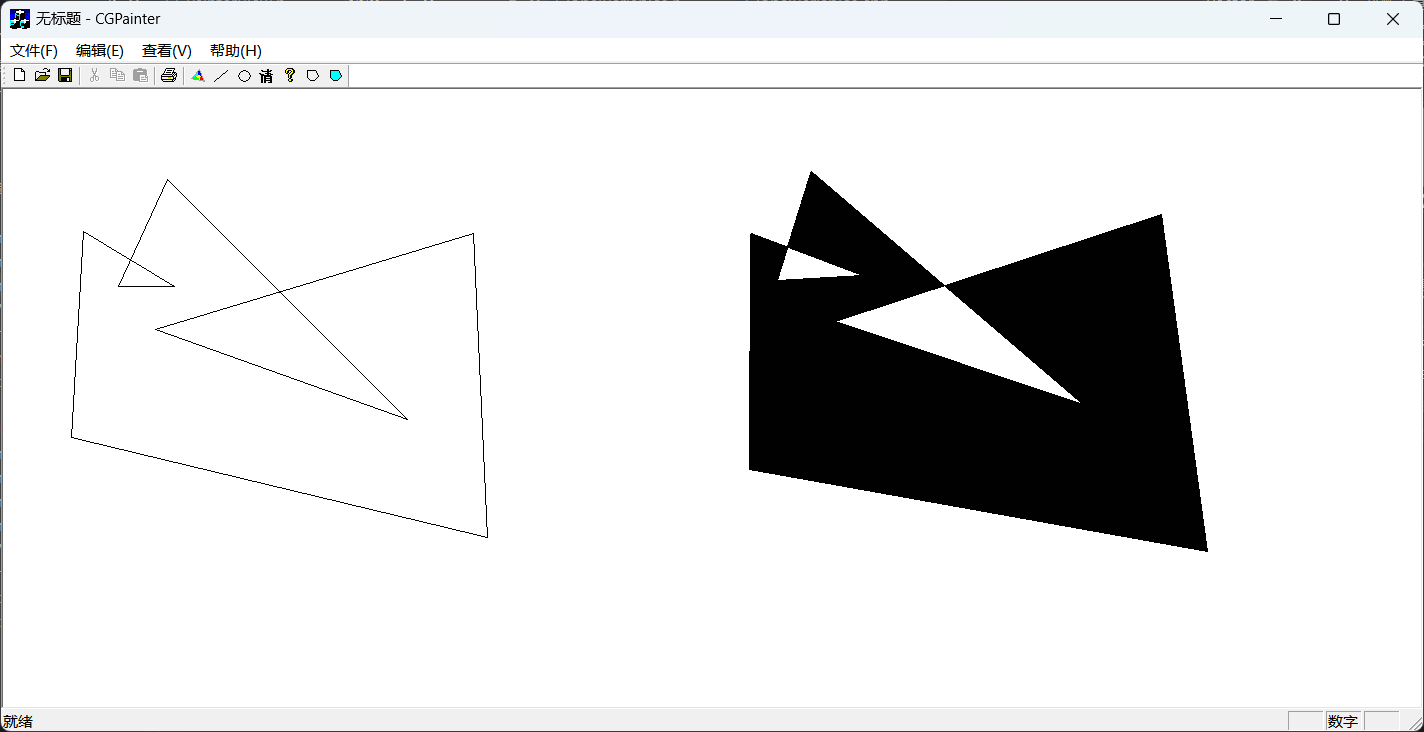 无标题 - CGPainter
文件(F) 编辑(E) 查看(V) 帮助(H)
清
就绪
数字